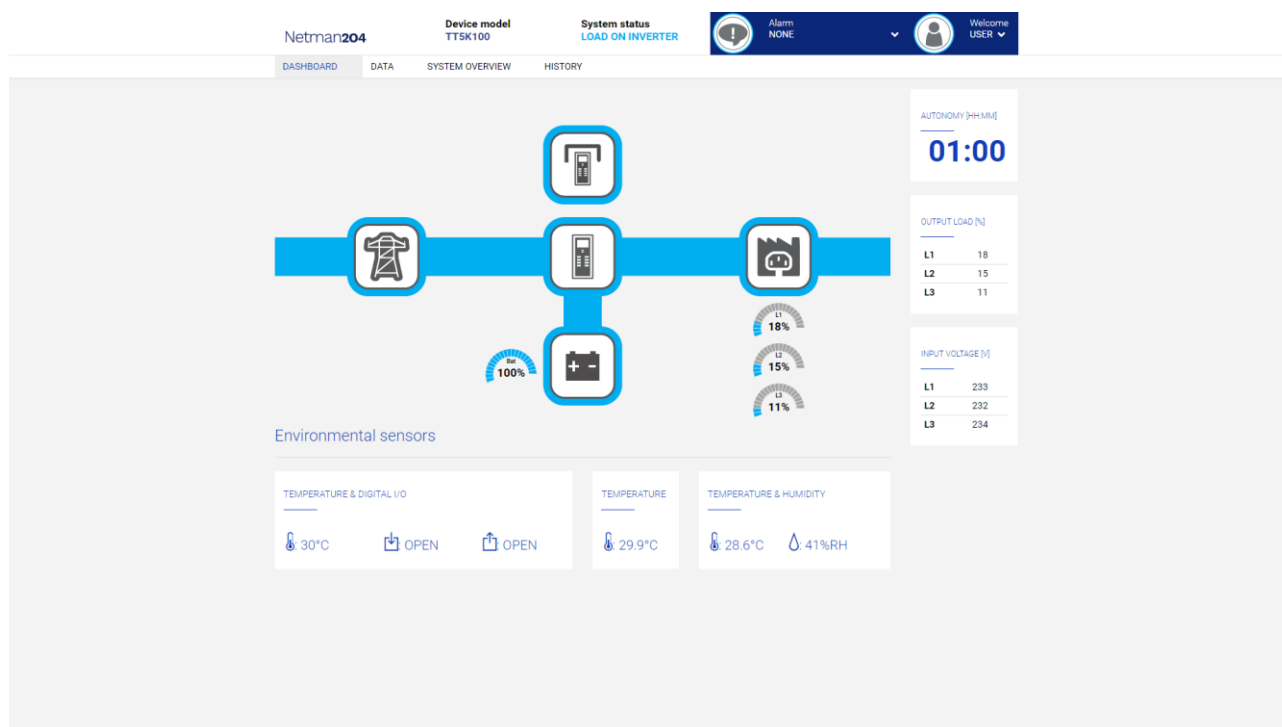 Netman204
Device model
TT5K100
System status
LOAD ON INVERTER
Alarm
NONE
Welcome
USER
DASHBOARD DATA SYSTEM OVERVIEW HISTORY
AUTONOMY [HH:MM]
01:00
OUTPUT LOAD [%]
L1 18
L2 15
L3 11
INPUT VOLTAGE [V]
L1 233
L2 232
L3 234
L1
18%
L2
15%
L3
11%
Bat
100%
+ -
Environmental sensors
TEMPERATURE & DIGITAL I/O
: 30°C : OPEN : OPEN
TEMPERATURE
: 29.9°C
TEMPERATURE & HUMIDITY
: 28.6°C : 41%RH